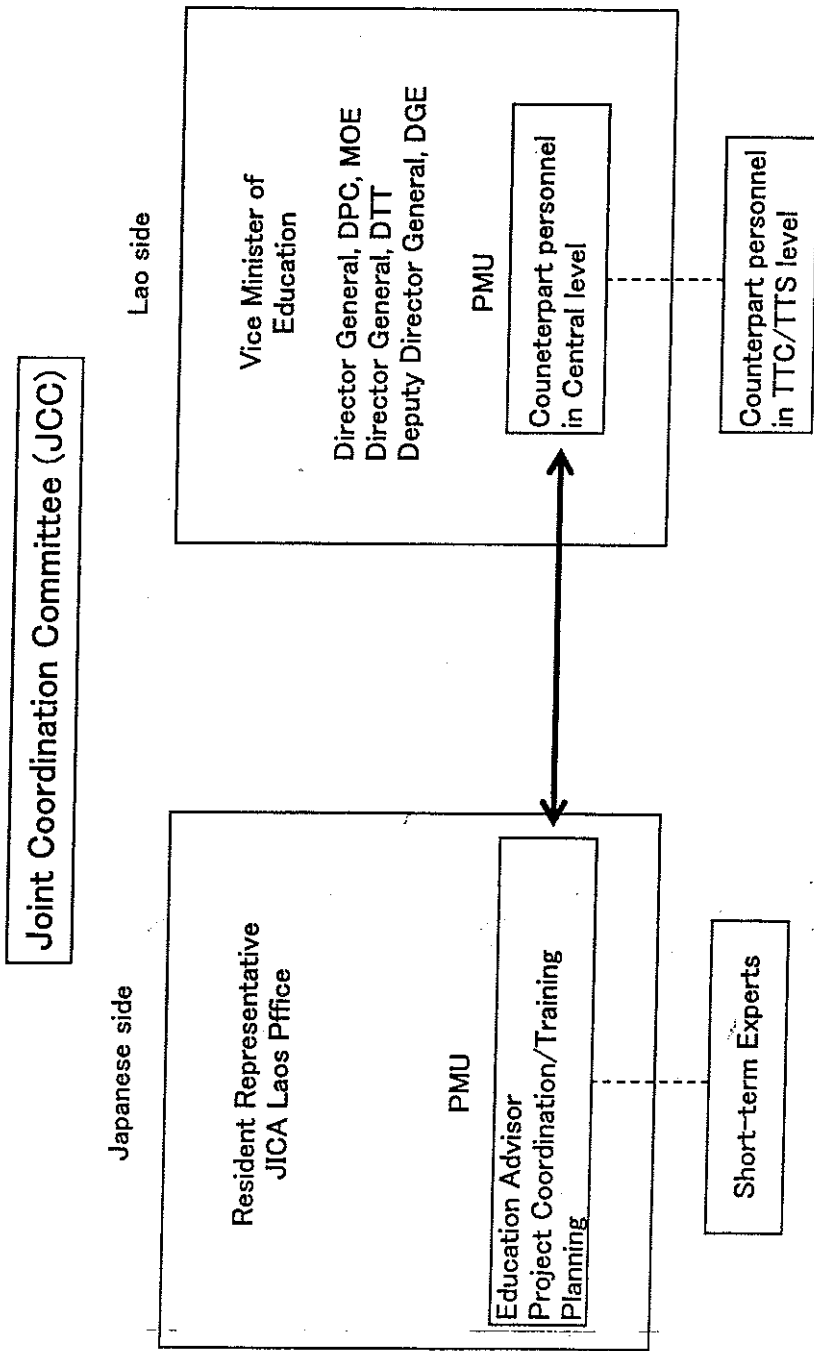 Joint Coordination Committee (JCC)
Japanese side
Resident Representative
JICA Laos Pffice
PMU
Education Advisor
Project Coordination/Training
Planning
Short-term Experts
Lao side
Vice Minister of
Education
Director General, DPC, MOE
Director General, DTT
Deputy Director General, DGE
PMU
Couneterpart personnel
in Central level
Counterpart personnel
in TTC/TTS level